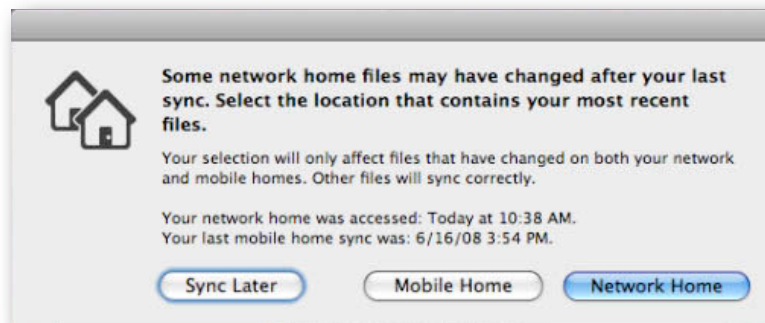 Some network home files may have changed after your last
sync. Select the location that contains your most recent
files.
Your selection will only affect files that have changed on both your network
and mobile homes. Other files will sync correctly.
Your network home was accessed: Today at 10:38 AM.
Your last mobile home sync was: 6/16/08 3:54 PM.
Sync Later Mobile Home Network Home